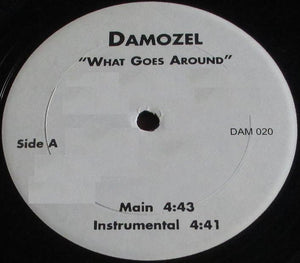 DAMOZEL
"WHAT GOES AROUND"
Side A
DAM 020
Main 4:43
Instrumental 4:41